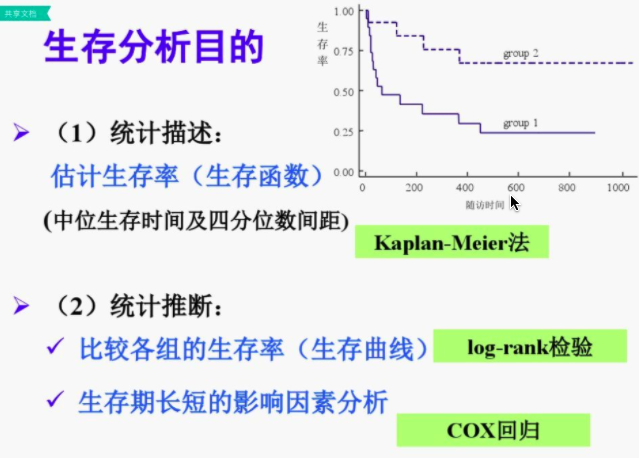 共享文档
生存分析目的
（1）统计描述：
估计生存率（生存函数）
(中位生存时间及四分位数间距)
生存率
1.00
0.75
0.50
0.25
0.00
group 2
group 1
0 200 400 600 800 1000
随访时间
Kaplan-Meier法
（2）统计推断：
比较各组的生存率（生存曲线）
log-rank检验
生存期长短的影响因素分析
COX回归